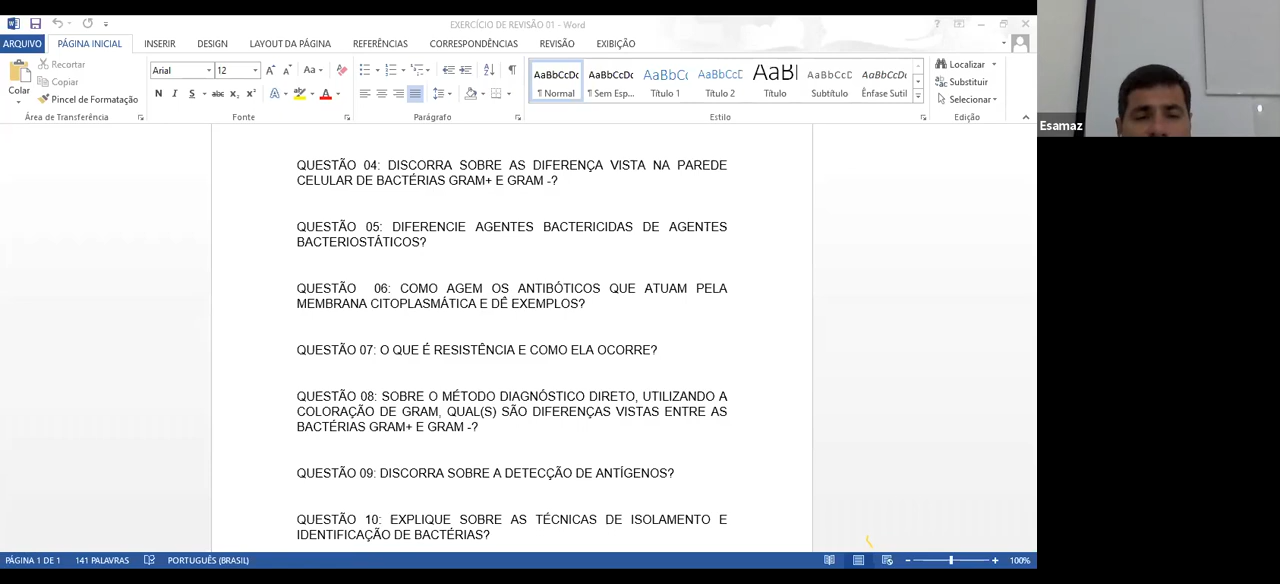 EXERCÍCIO DE REVISÃO 01 - Word
ARQUIVO PÁGINA INICIAL INSERIR DESIGN LAYOUT DA PÁGINA REFERÊNCIAS CORRESPONDÊNCIAS REVISÃO EXIBIÇÃO
Colar
Recortar
Copiar
Pincel de Formatação
Área de Transferência
Arial 12
N I S abc x₂ x²
Fonte
Parágrafo
AaBbCcDc AaBbCcDc AaBbCc AaBbCcD AaBl AaBbCcD AaBbCcDc
¶ Normal ¶ Sem Esp... Título 1 Título 2 Título Subtítulo Ênfase Sutil
Estilo
Localizar
Substituir
Selecionar
Edição
Esamaz
QUESTÃO 04: DISCORRA SOBRE AS DIFERENÇA VISTA NA PAREDE
CELULAR DE BACTÉRIAS GRAM+ E GRAM -?
QUESTÃO 05: DIFERENCIE AGENTES BACTERICIDAS DE AGENTES
BACTERIOSTÁTICOS?
QUESTÃO 06: COMO AGEM OS ANTIBÓTICOS QUE ATUAM PELA
MEMBRANA CITOPLASMÁTICA E DÊ EXEMPLOS?
QUESTÃO 07: O QUE É RESISTÊNCIA E COMO ELA OCORRE?
QUESTÃO 08: SOBRE O MÉTODO DIAGNÓSTICO DIRETO, UTILIZANDO A
COLORAÇÃO DE GRAM, QUAL(S) SÃO DIFERENÇAS VISTAS ENTRE AS
BACTÉRIAS GRAM+ E GRAM -?
QUESTÃO 09: DISCORRA SOBRE A DETECÇÃO DE ANTÍGENOS?
QUESTÃO 10: EXPLIQUE SOBRE AS TÉCNICAS DE ISOLAMENTO E
IDENTIFICAÇÃO DE BACTÉRIAS?
PÁGINA 1 DE 1 141 PALAVRAS PORTUGUÊS (BRASIL) 100%